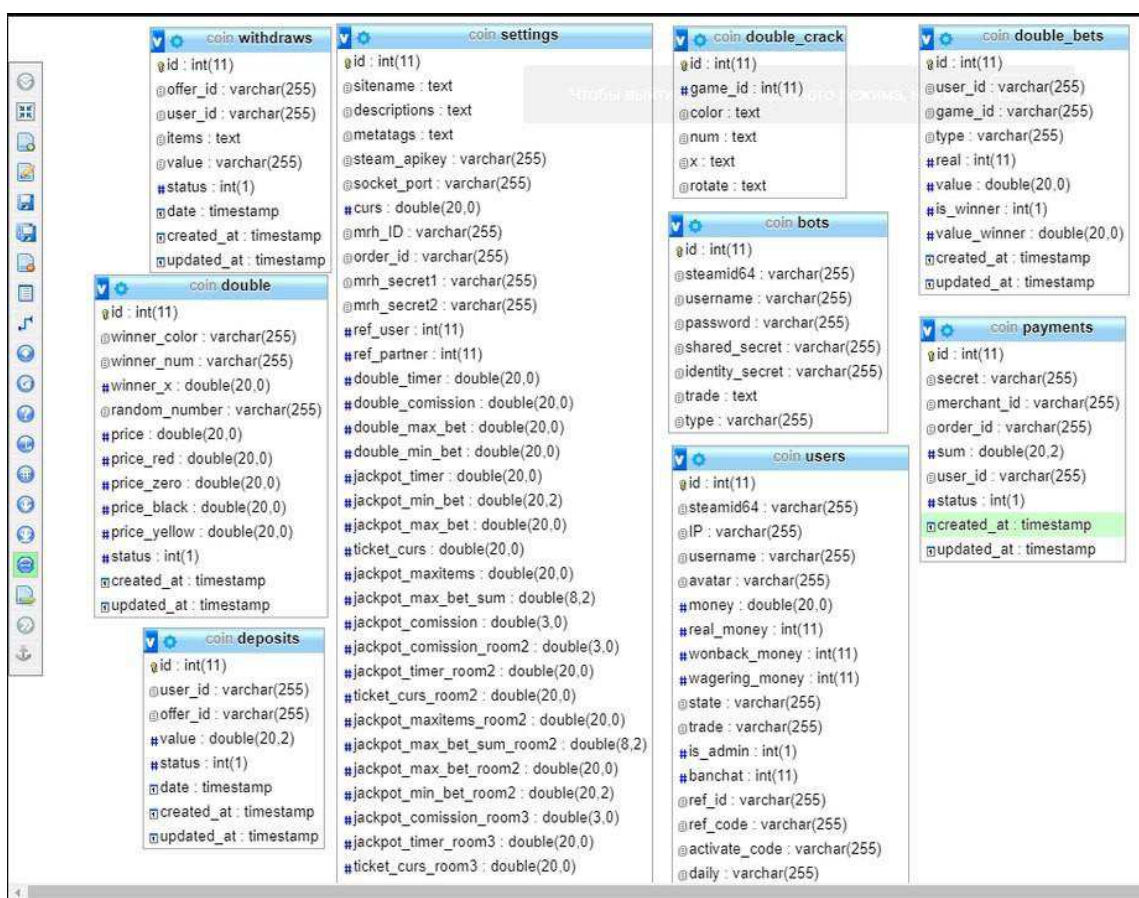 coin withdraws
id : int(11)
offer_id : varchar(255)
user_id : varchar(255)
items : text
value : varchar(255)
# status : int(1)
date : timestamp
created_at : timestamp
updated_at : timestamp
coin double
id : int(11)
winner_color : varchar(255)
winner_num : varchar(255)
# winner_x : double(20,0)
random_number : varchar(255)
# price : double(20,0)
# price_red : double(20,0)
# price_zero : double(20,0)
# price_black : double(20,0)
# price_yellow : double(20,0)
# status : int(1)
created_at : timestamp
updated_at : timestamp
coin deposits
id : int(11)
user_id : varchar(255)
offer_id : varchar(255)
# value : double(20,2)
# status : int(1)
date : timestamp
created_at : timestamp
updated_at : timestamp
coin settings
id : int(11)
sitename : text
descriptions : text
metatags : text
steam_apikey : varchar(255)
socket_port : varchar(255)
# curs : double(20,0)
mrh_ID : varchar(255)
order_id : varchar(255)
mrh_secret1 : varchar(255)
mrh_secret2 : varchar(255)
# ref_user : int(11)
# ref_partner : int(11)
# double_timer : double(20,0)
# double_comission : double(20,0)
# double_max_bet : double(20,0)
# double_min_bet : double(20,0)
# jackpot_timer : double(20,0)
# jackpot_min_bet : double(20,2)
# jackpot_max_bet : double(20,0)
# ticket_curs : double(20,0)
# jackpot_maxitems : double(20,0)
# jackpot_max_bet_sum : double(8,2)
# jackpot_comission : double(3,0)
# jackpot_comission_room2 : double(3,0)
# jackpot_timer_room2 : double(20,0)
# ticket_curs_room2 : double(20,0)
# jackpot_maxitems_room2 : double(20,0)
# jackpot_max_bet_sum_room2 : double(8,2)
# jackpot_max_bet_room2 : double(20,0)
# jackpot_min_bet_room2 : double(20,2)
# jackpot_comission_room3 : double(3,0)
# jackpot_timer_room3 : double(20,0)
# ticket_curs_room3 : double(20,0)
coin double_crack
id : int(11)
# game_id : int(11)
color : text
num : text
x : text
rotate : text
Чтобы
режима,
coin bots
id : int(11)
steamid64 : varchar(255)
username : varchar(255)
password : varchar(255)
shared_secret : varchar(255)
identity_secret : varchar(255)
trade : text
type : varchar(255)
coin users
id : int(11)
steamid64 : varchar(255)
IP : varchar(255)
username : varchar(255)
avatar : varchar(255)
# money : double(20,0)
# real_money : int(11)
# wonback_money : int(11)
# wagering_money : int(11)
state : varchar(255)
trade : varchar(255)
# is_admin : int(1)
# banchat : int(11)
ref_id : varchar(255)
ref_code : varchar(255)
activate_code : varchar(255)
daily : varchar(255)
coin double_bets
id : int(11)
user_id : varchar(255)
game_id : varchar(255)
type : varchar(255)
# real : int(11)
# value : double(20,0)
# is_winner : int(1)
# value_winner : double(20,0)
created_at : timestamp
updated_at : timestamp
coin payments
id : int(11)
secret : varchar(255)
merchant_id : varchar(255)
order_id : varchar(255)
# sum : double(20,2)
user_id : varchar(255)
# status : int(1)
created_at : timestamp
updated_at : timestamp